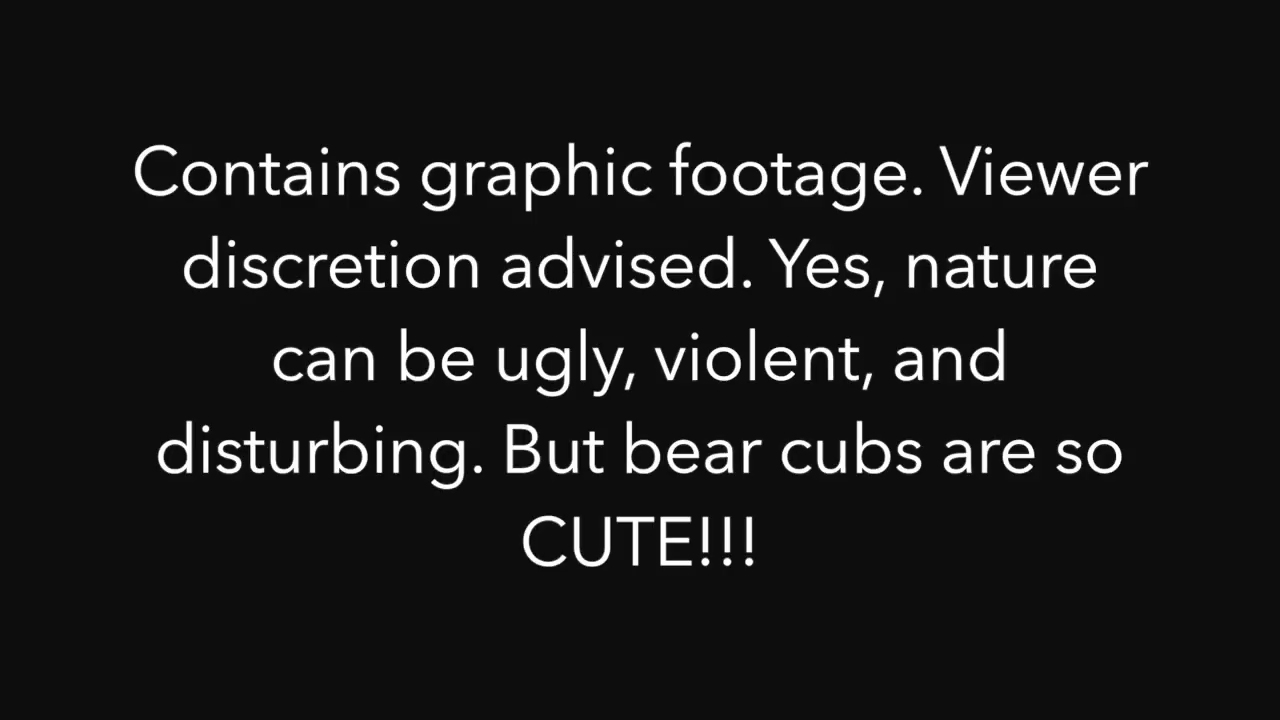 Contains graphic footage. Viewer
discretion advised. Yes, nature
can be ugly, violent, and
disturbing. But bear cubs are so
CUTE!!!